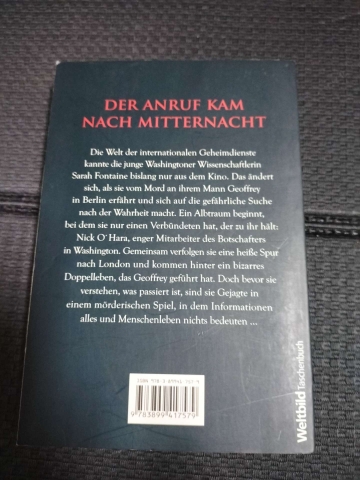 DER ANRUF KAM
NACH MITTERNACHT
Die Welt der internationalen Geheimdienste
kannte die junge Washingtoner Wissenschaftlerin
Sarah Fontaine bislang nur aus dem Kino. Das ändert
sich, als sie vom Mord an ihrem Mann Geoffrey
in Berlin erfährt und sich auf die gefährliche Suche
nach der Wahrheit macht. Ein Albtraum beginnt,
bei dem sie nur einen Verbündeten hat, der zu ihr hält:
Nick O'Hara, enger Mitarbeiter des Botschafters
in Washington. Gemeinsam verfolgen sie eine heiße Spur
nach London und kommen hinter ein bizarres
Doppelleben, das Geoffrey geführt hat. Doch bevor sie
verstehen, was passiert ist, sind sie Gejagte in
einem mörderischen Spiel, in dem Informationen
alles und Menschenleben nichts bedeuten ...
9 783899 417579
Weltbild Taschenbuch